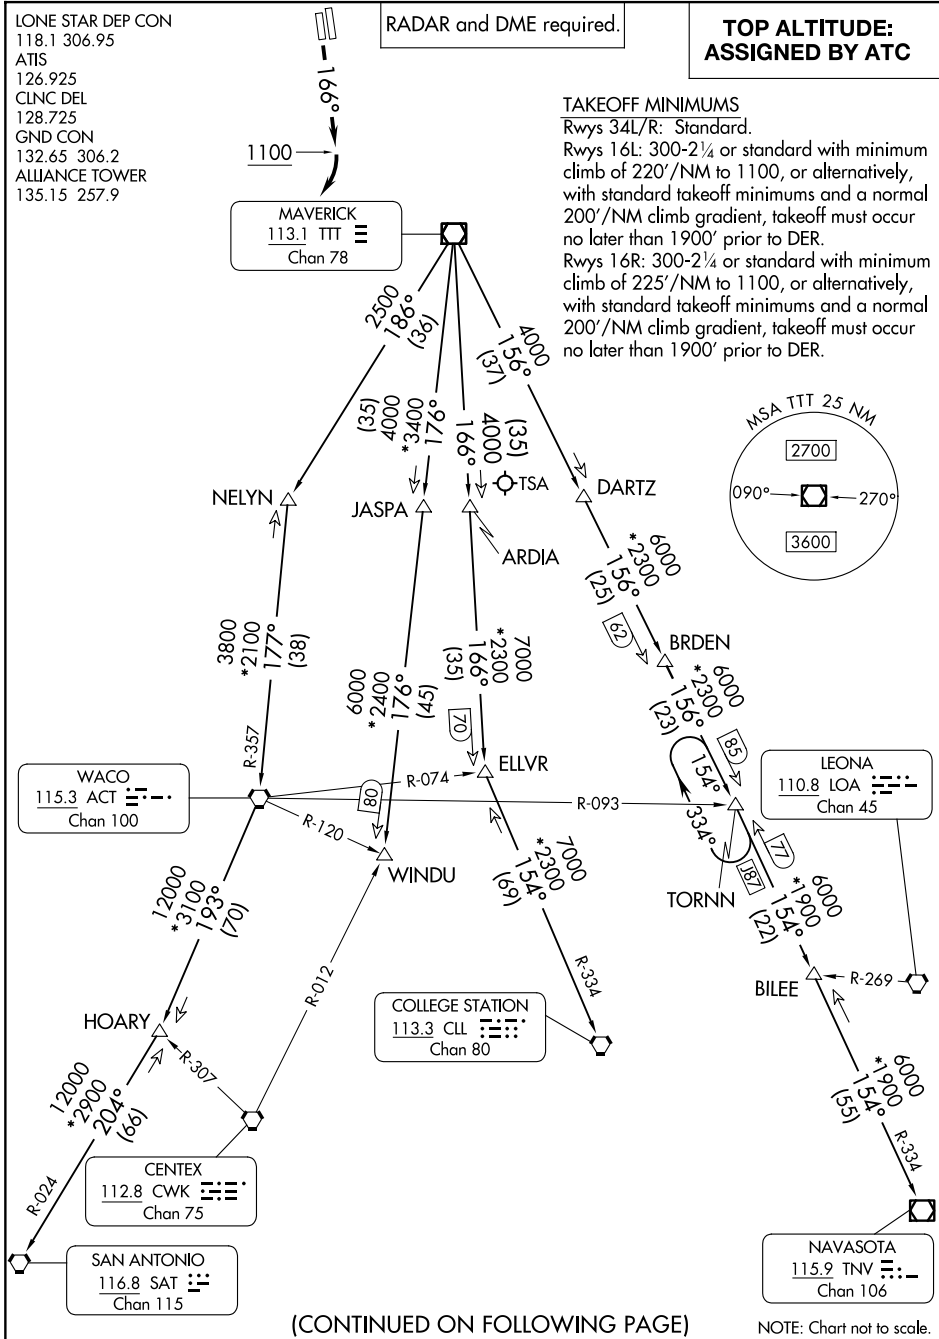 LONE STAR DEP CON
118.1 306.95
ATIS
126.925
CLNC DEL
128.725
GND CON
132.65 306.2
ALLIANCE TOWER
135.15 257.9
RADAR and DME required.
TOP ALTITUDE:
ASSIGNED BY ATC
166°
1100
TAKEOFF MINIMUMS
Rwys 34L/R: Standard.
Rwys 16L: 300-2¼ or standard with minimum
climb of 220'/NM to 1100, or alternatively,
with standard takeoff minimums and a normal
200'/NM climb gradient, takeoff must occur
no later than 1900' prior to DER.
Rwys 16R: 300-2¼ or standard with minimum
climb of 225'/NM to 1100, or alternatively,
with standard takeoff minimums and a normal
200'/NM climb gradient, takeoff must occur
no later than 1900' prior to DER.
MAVERICK
113.1 TTT
Chan 78
2500
186°
(36)
(35)
4000
*3400
176°
166°
4000
(35)
4000
156°
(37)
MSA TTT 25 NM
2700
090°
270°
3600
NELYN
JASPA
TSA
ARDIA
DARTZ
3800
*2100
177°
(38)
R-357
6000
*2400
176°
(45)
80
7000
*2300
166°
(35)
70
6000
*2300
156°
(25)
62
BRDEN
6000
*2300
156°
(23)
85
154°
334°
WACO
115.3 ACT
Chan 100
R-074
ELLVR
R-093
R-120
WINDU
LEONA
110.8 LOA
Chan 45
TORNN
J87
77
6000
*1900
154°
(22)
12000
*3100
193°
(70)
R-012
7000
*2300
154°
(69)
R-334
BILEE
R-269
HOARY
R-307
COLLEGE STATION
113.3 CLL
Chan 80
12000
*2900
204°
(66)
R-024
6000
*1900
154°
(55)
R-334
CENTEX
112.8 CWK
Chan 75
SAN ANTONIO
116.8 SAT
Chan 115
NAVASOTA
115.9 TNV
Chan 106
(CONTINUED ON FOLLOWING PAGE)
NOTE: Chart not to scale.